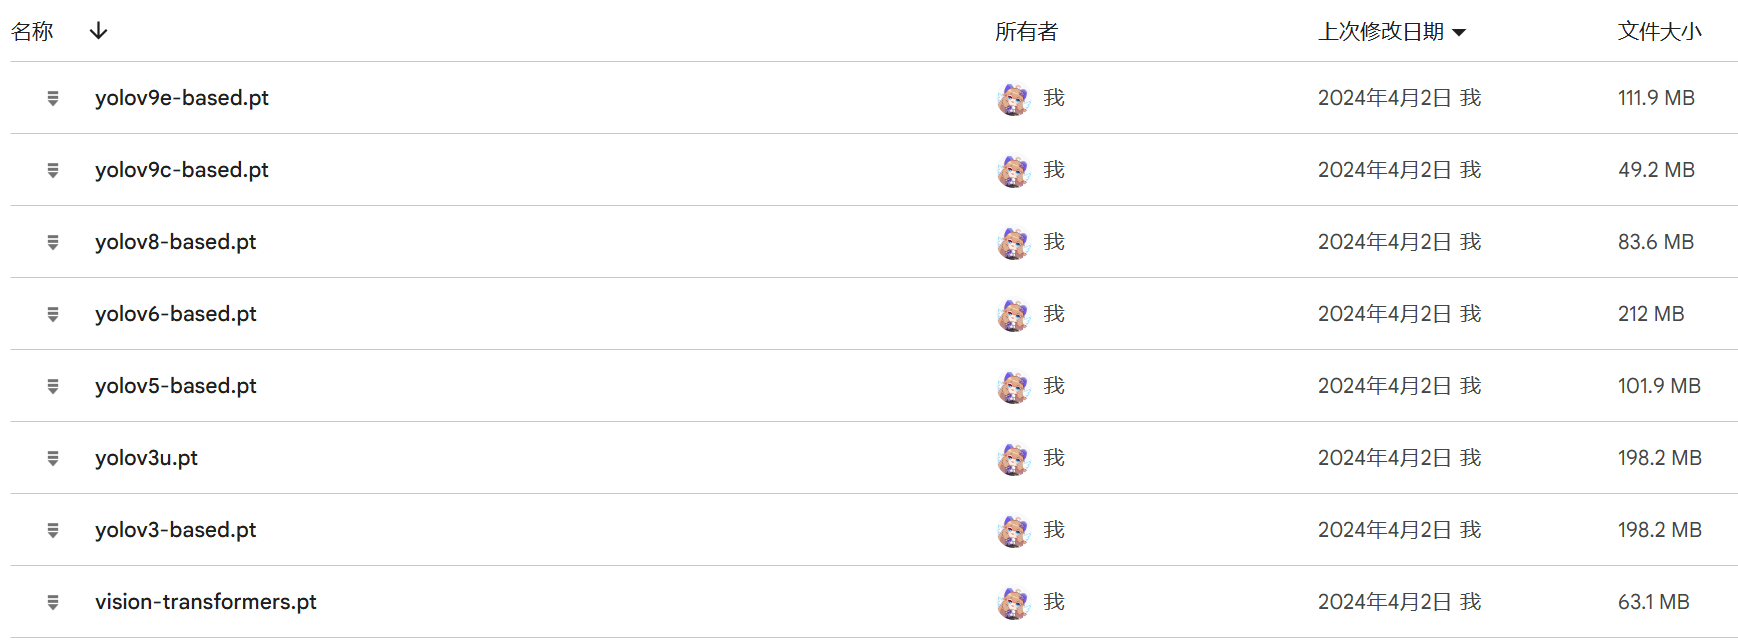 名称 所有者 上次修改日期 文件大小
yolov9e-based.pt 我 2024年4月2日 我 111.9 MB
yolov9c-based.pt 我 2024年4月2日 我 49.2 MB
yolov8-based.pt 我 2024年4月2日 我 83.6 MB
yolov6-based.pt 我 2024年4月2日 我 212 MB
yolov5-based.pt 我 2024年4月2日 我 101.9 MB
yolov3u.pt 我 2024年4月2日 我 198.2 MB
yolov3-based.pt 我 2024年4月2日 我 198.2 MB
vision-transformers.pt 我 2024年4月2日 我 63.1 MB